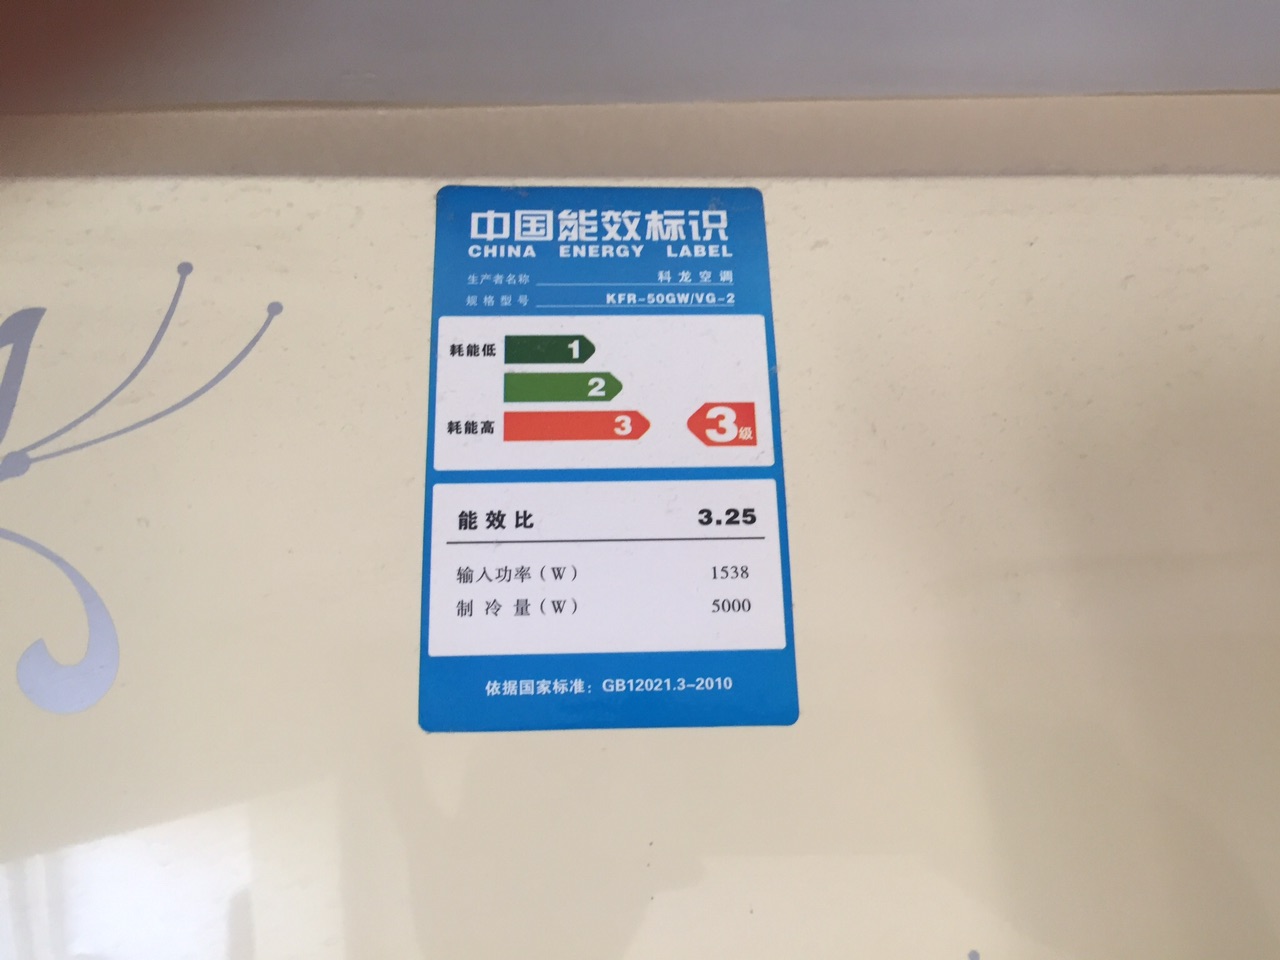 中国能效标识
CHINA ENERGY LABEL
生产者名称 科龙空调
规格型号 KFR-50GW/VG-2
耗能低 1
2
耗能高 3 3级
能效比 3.25
输入功率(W) 1538
制冷量(W) 5000
依据国家标准：GB12021.3-2010